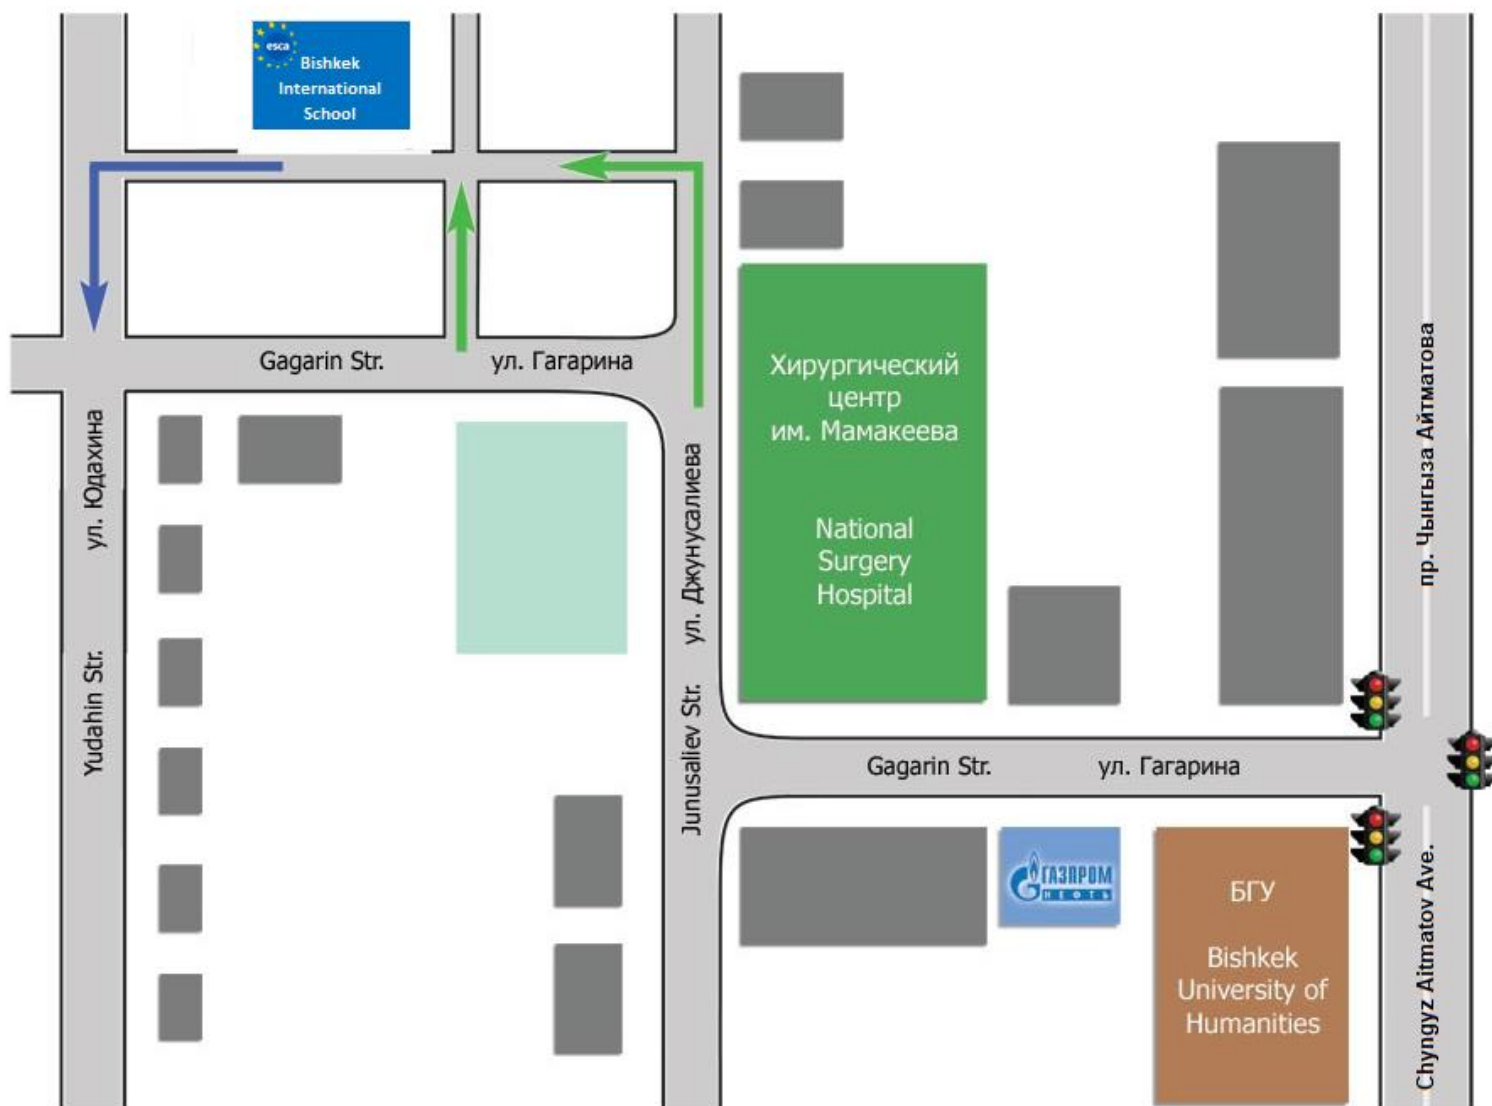 esca
Bishkek
International
School
Gagarin Str.
ул. Гагарина
Хирургический
центр
им. Мамакеева
National
Surgery
Hospital
ул. Юдахина
Yudahin Str.
ул. Джунусалиева
Junusaliev Str.
пр. Чынгыза Айтматова
Chyngyz Aitmatov Ave.
Gagarin Str.
ул. Гагарина
ГАЗПРОМ
НЕФТЬ
БГУ
Bishkek
University of
Humanities